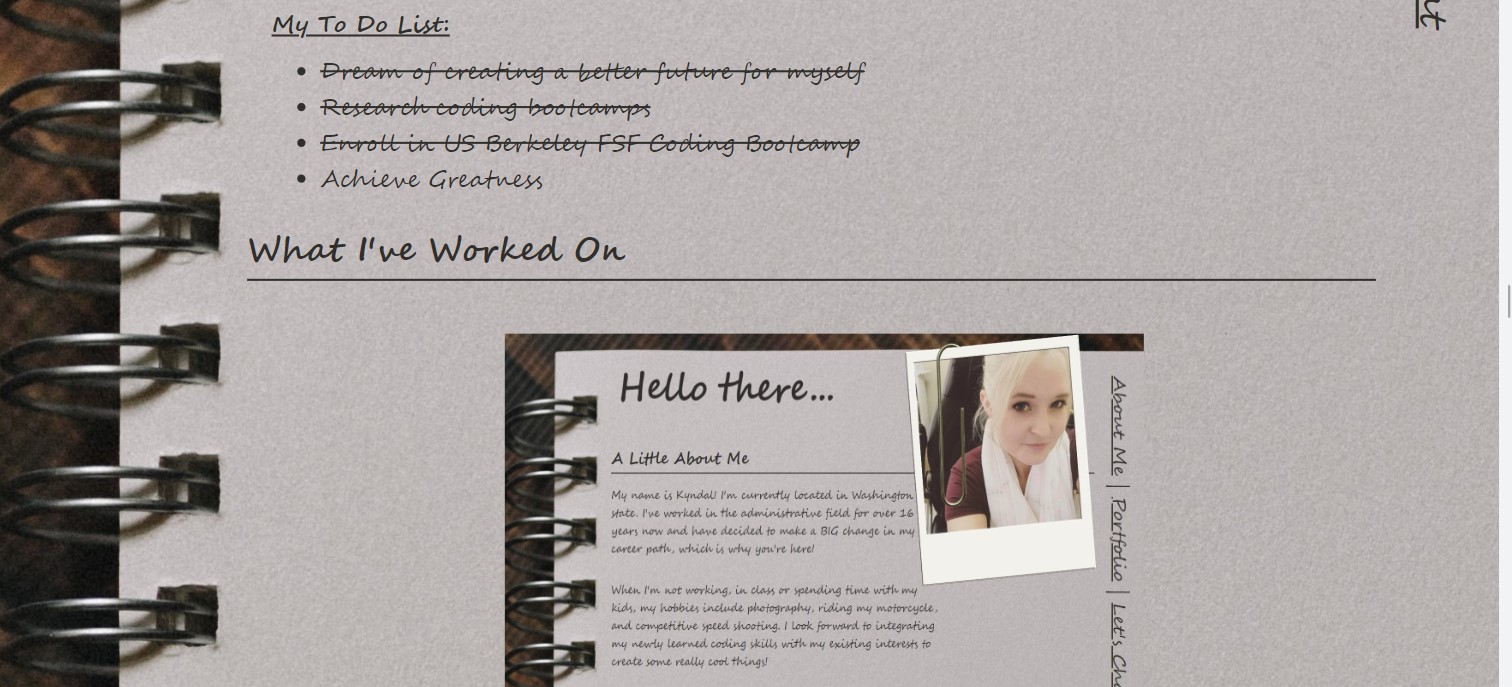 My To Do List:
Dream of creating a better future for myself
Research coding bootcamps
Enroll in US Berkeley FSF Coding Bootcamp
Achieve Greatness
What I've Worked On
Hello there...
A Little About Me
My name is Kyndal! I'm currently located in Washington
state. I've worked in the administrative field for over 16
years now and have decided to make a BIG change in my
career path, which is why you're here!
When I'm not working, in class or spending time with my
kids, my hobbies include photography, riding my motorcycle,
and competitive speed shooting. I look forward to integrating
my newly learned coding skills with my existing interests to
create some really cool things!
About Me | Portfolio | Let's